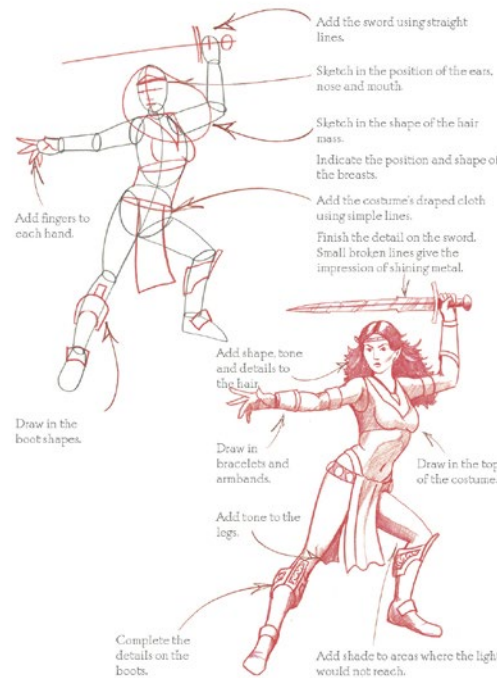 Add the sword using straight
lines.
Sketch in the position of the ears,
nose and mouth.
Sketch in the shape of the hair
mass.
Indicate the position and shape of
the breasts.
Add the costume's draped cloth
using simple lines.
Add fingers to
each hand.
Finish the detail on the sword.
Small broken lines give the
impression of shining metal.
Draw in the
boot shapes.
Add shape, tone
and details to
the hair.
Draw in
bracelets and
armbands.
Draw in the top
of the costume.
Add tone to the
legs.
Complete the
details on the
boots.
Add shade to areas where the light
would not reach.